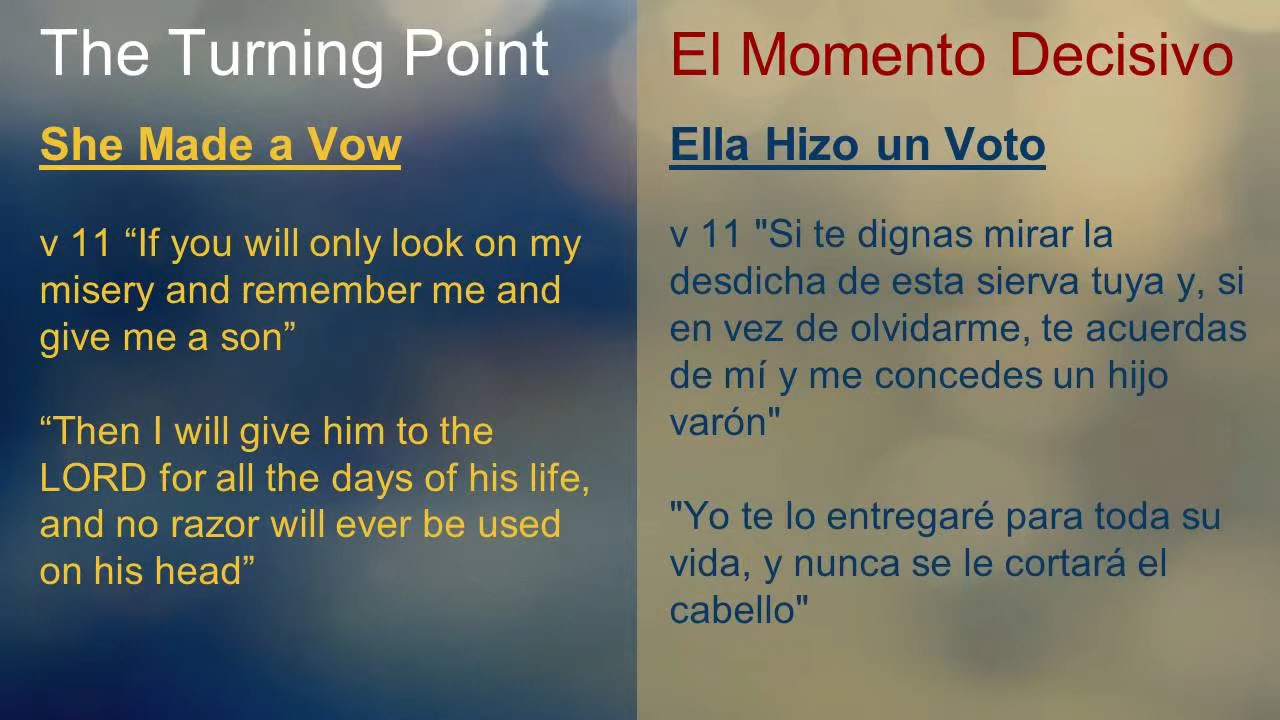 The Turning Point
She Made a Vow
v 11 “If you will only look on my
misery and remember me and
give me a son”
“Then I will give him to the
LORD for all the days of his life,
and no razor will ever be used
on his head”
El Momento Decisivo
Ella Hizo un Voto
v 11 "Si te dignas mirar la
desdicha de esta sierva tuya y, si
en vez de olvidarme, te acuerdas
de mí y me concedes un hijo
varón"
"Yo te lo entregaré para toda su
vida, y nunca se le cortará el
cabello"